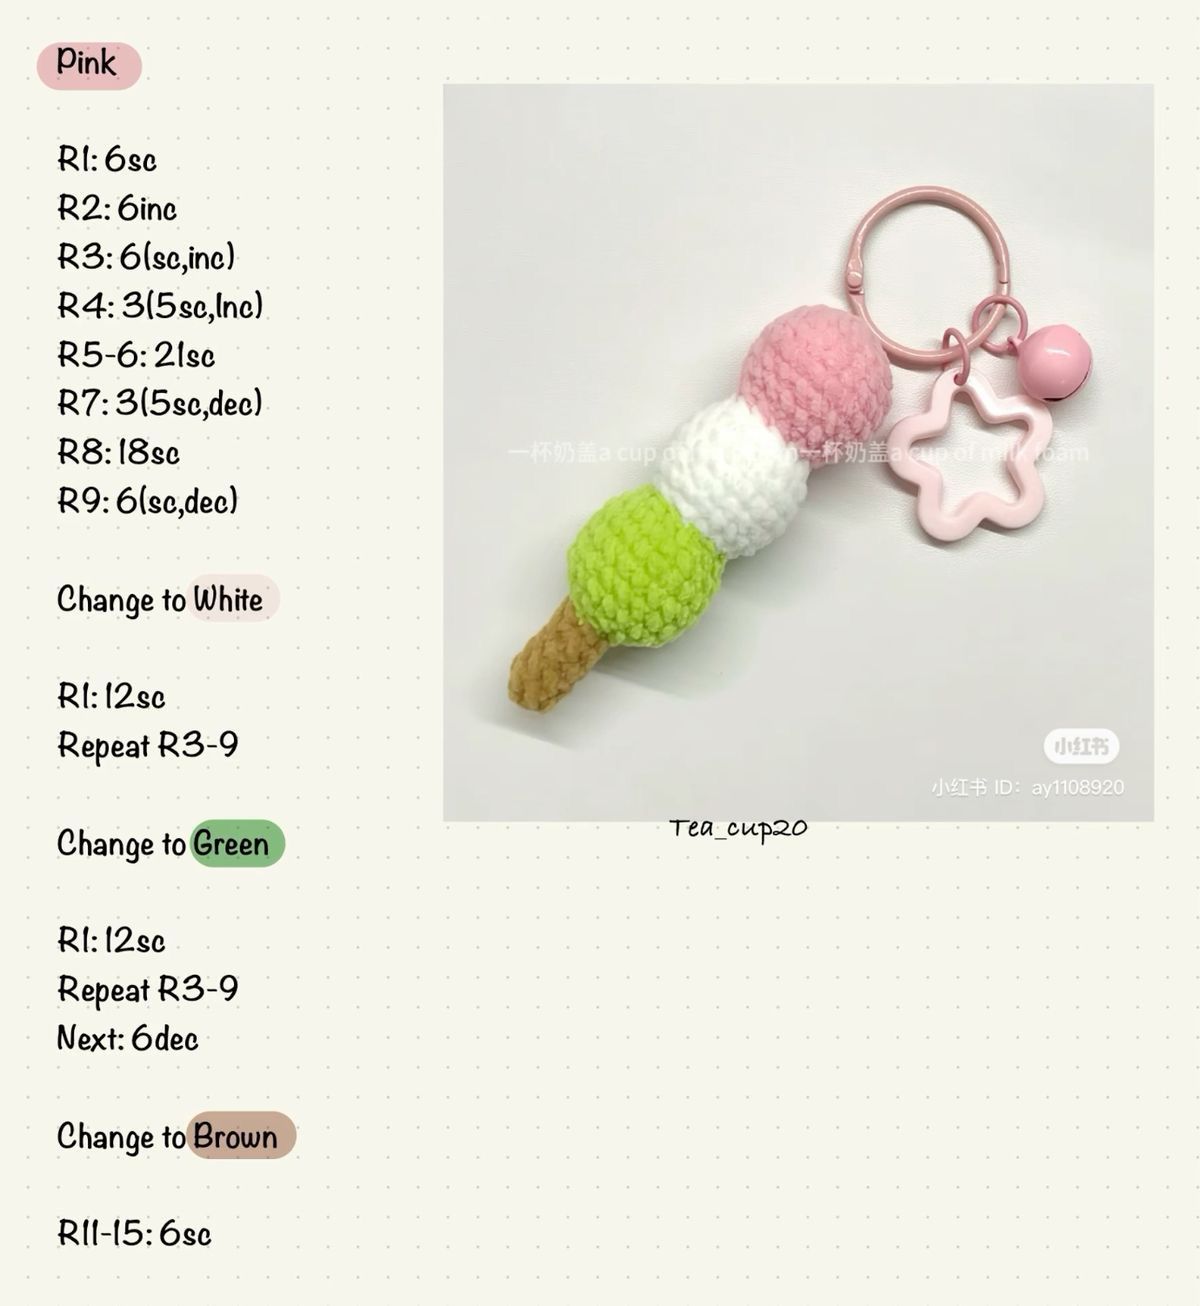 Pink
R1: 6sc
R2: 6inc
R3: 6(sc,inc)
R4: 3(5sc,Inc)
R5-6: 21sc
R7: 3(5sc,dec)
R8: 18sc
R9: 6(sc,dec)
Change to White
R1: 12sc
Repeat R3-9
Change to Green
R1: 12sc
Repeat R3-9
Next: 6dec
Change to Brown
R11-15: 6sc
一杯奶盖a cup o 一杯奶盖a cup of milk foam
小红书
小红书 ID: ay1108920
Tea_cup20